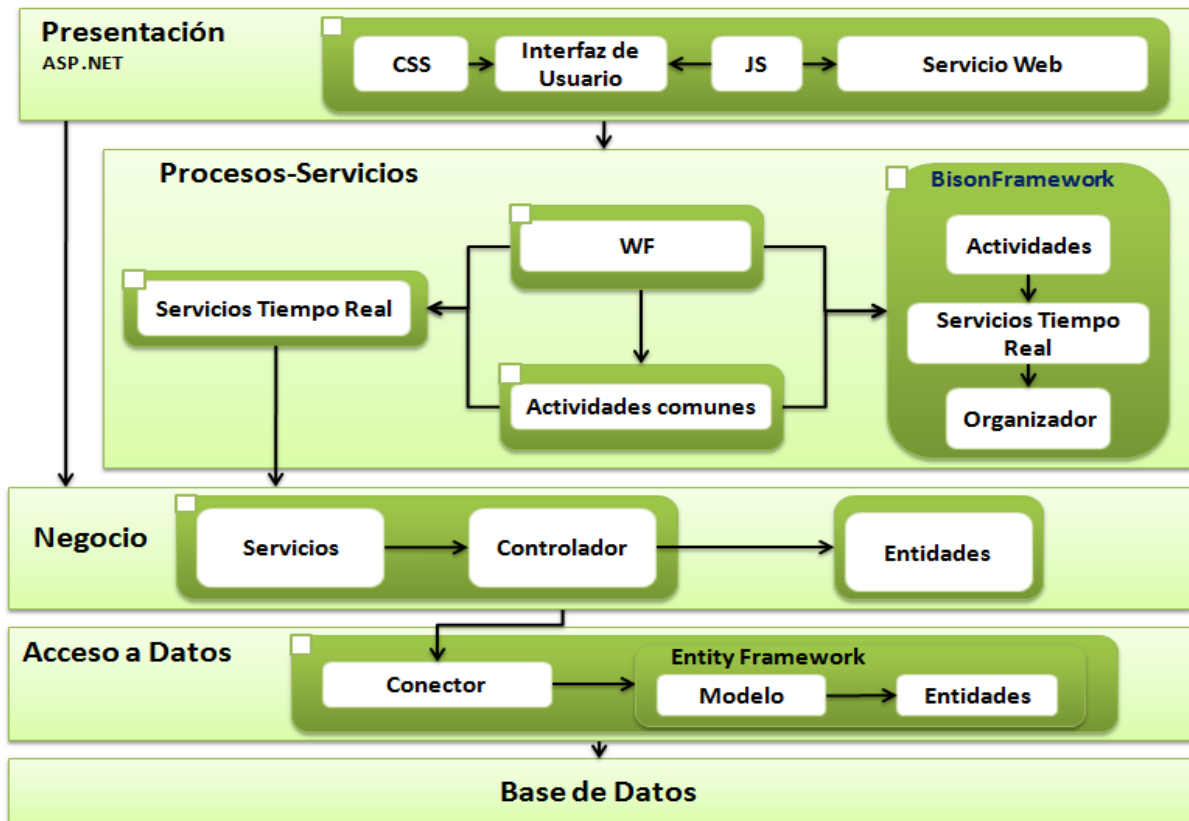 Presentación
ASP.NET
CSS
Interfaz de
Usuario
JS
Servicio Web
Procesos-Servicios
BisonFramework
WF
Actividades
Servicios Tiempo Real
Servicios Tiempo
Real
Actividades comunes
Organizador
Negocio
Servicios
Controlador
Entidades
Acceso a Datos
Entity Framework
Conector
Modelo
Entidades
Base de Datos